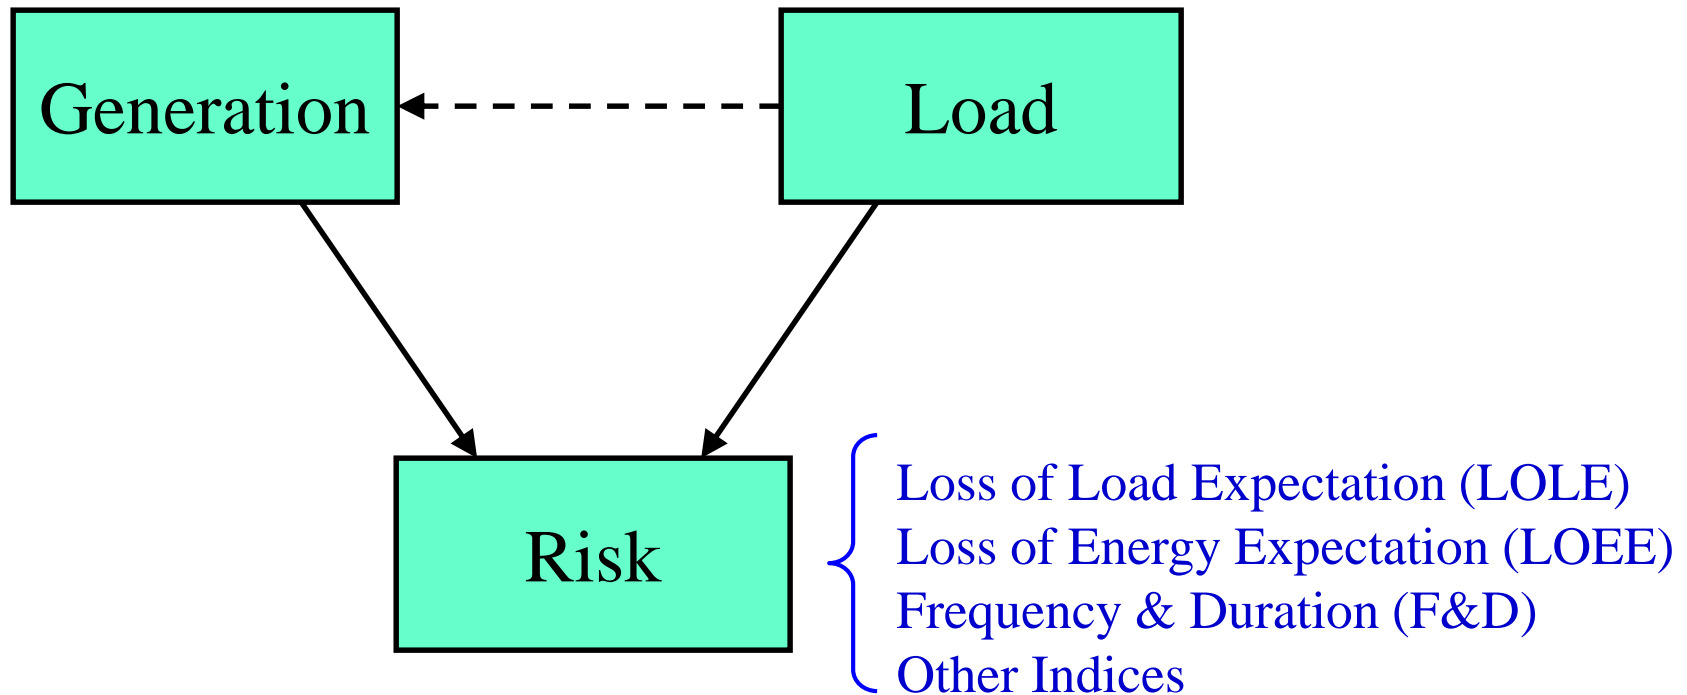 Generation
Load
Risk
Loss of Load Expectation (LOLE)
Loss of Energy Expectation (LOEE)
Frequency & Duration (F&D)
Other Indices